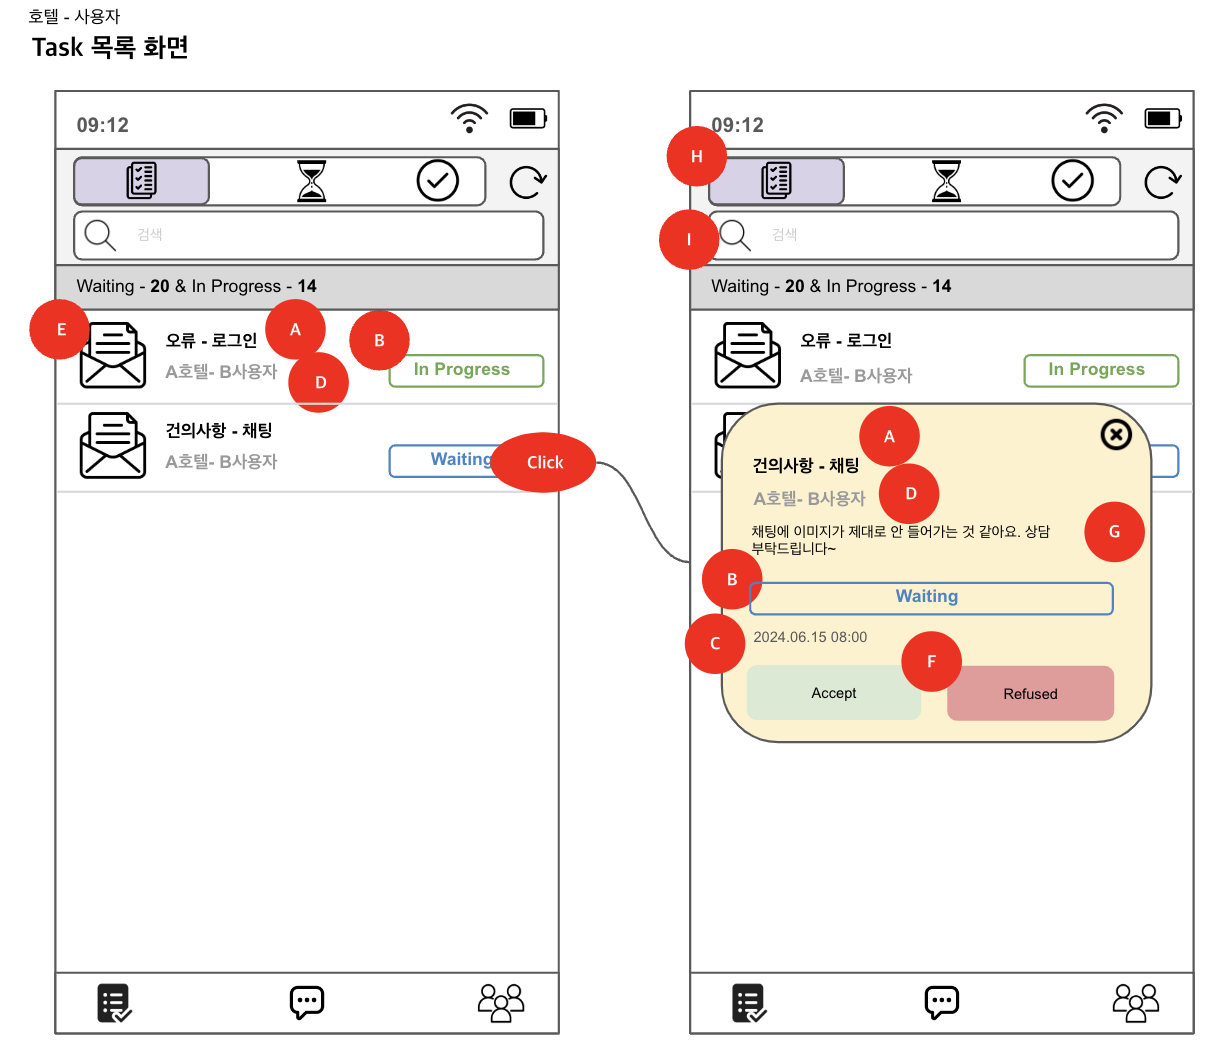 호텔 - 사용자
Task 목록 화면
09:12
검색
Waiting - 20 & In Progress - 14
E
오류 - 로그인
A
B
A호텔- B사용자
D
In Progress
건의사항 - 채팅
A호텔- B사용자
Waiting
Click
09:12
H
I
검색
Waiting - 20 & In Progress - 14
오류 - 로그인
A호텔- B사용자
In Progress
A
건의사항 - 채팅
A호텔- B사용자
D
채팅에 이미지가 제대로 안 들어가는 것 같아요. 상담
부탁드립니다~
G
B
Waiting
C
2024.06.15 08:00
F
Accept
Refused